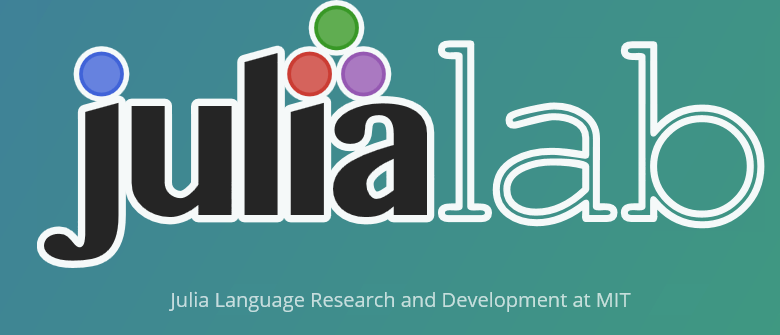 julialab
Julia Language Research and Development at MIT